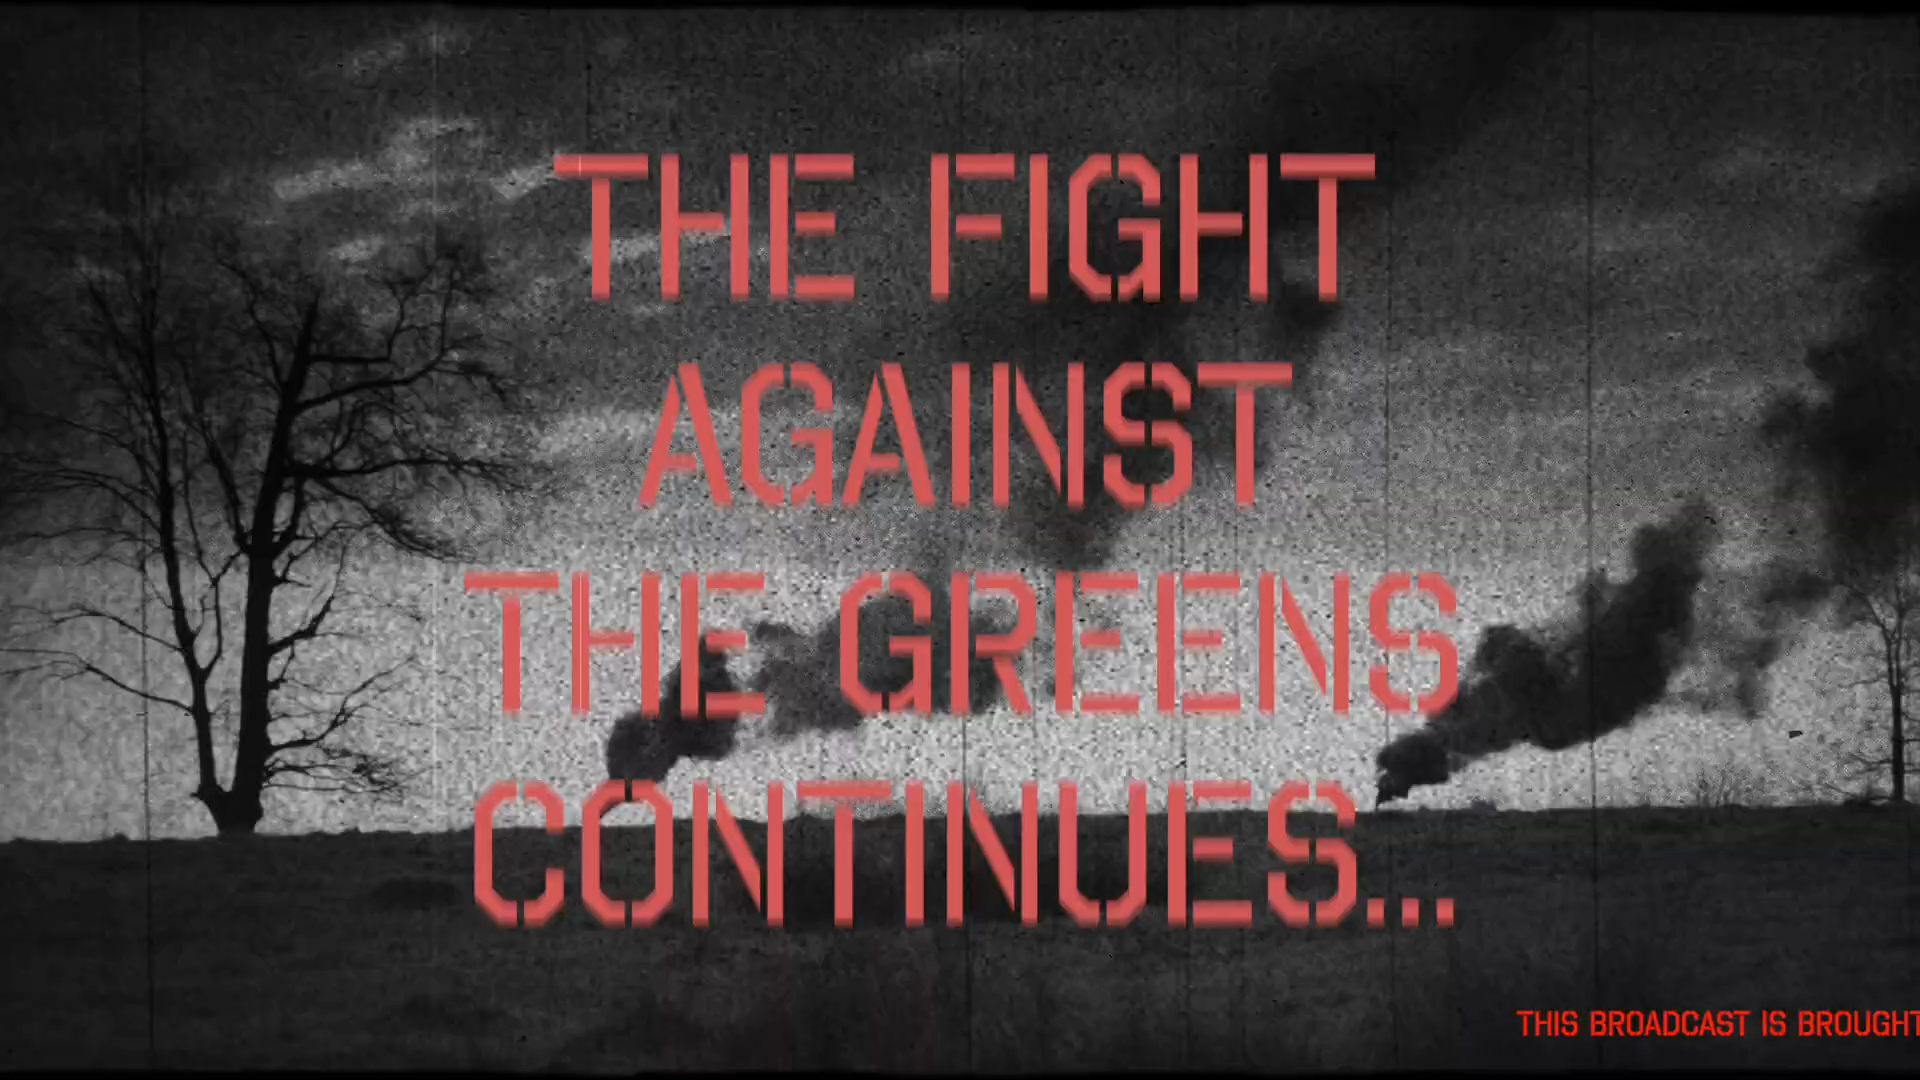 THE FIGHT
AGAINST
THE GREENS
CONTINUES...
THIS BROADCAST IS BROUGHT